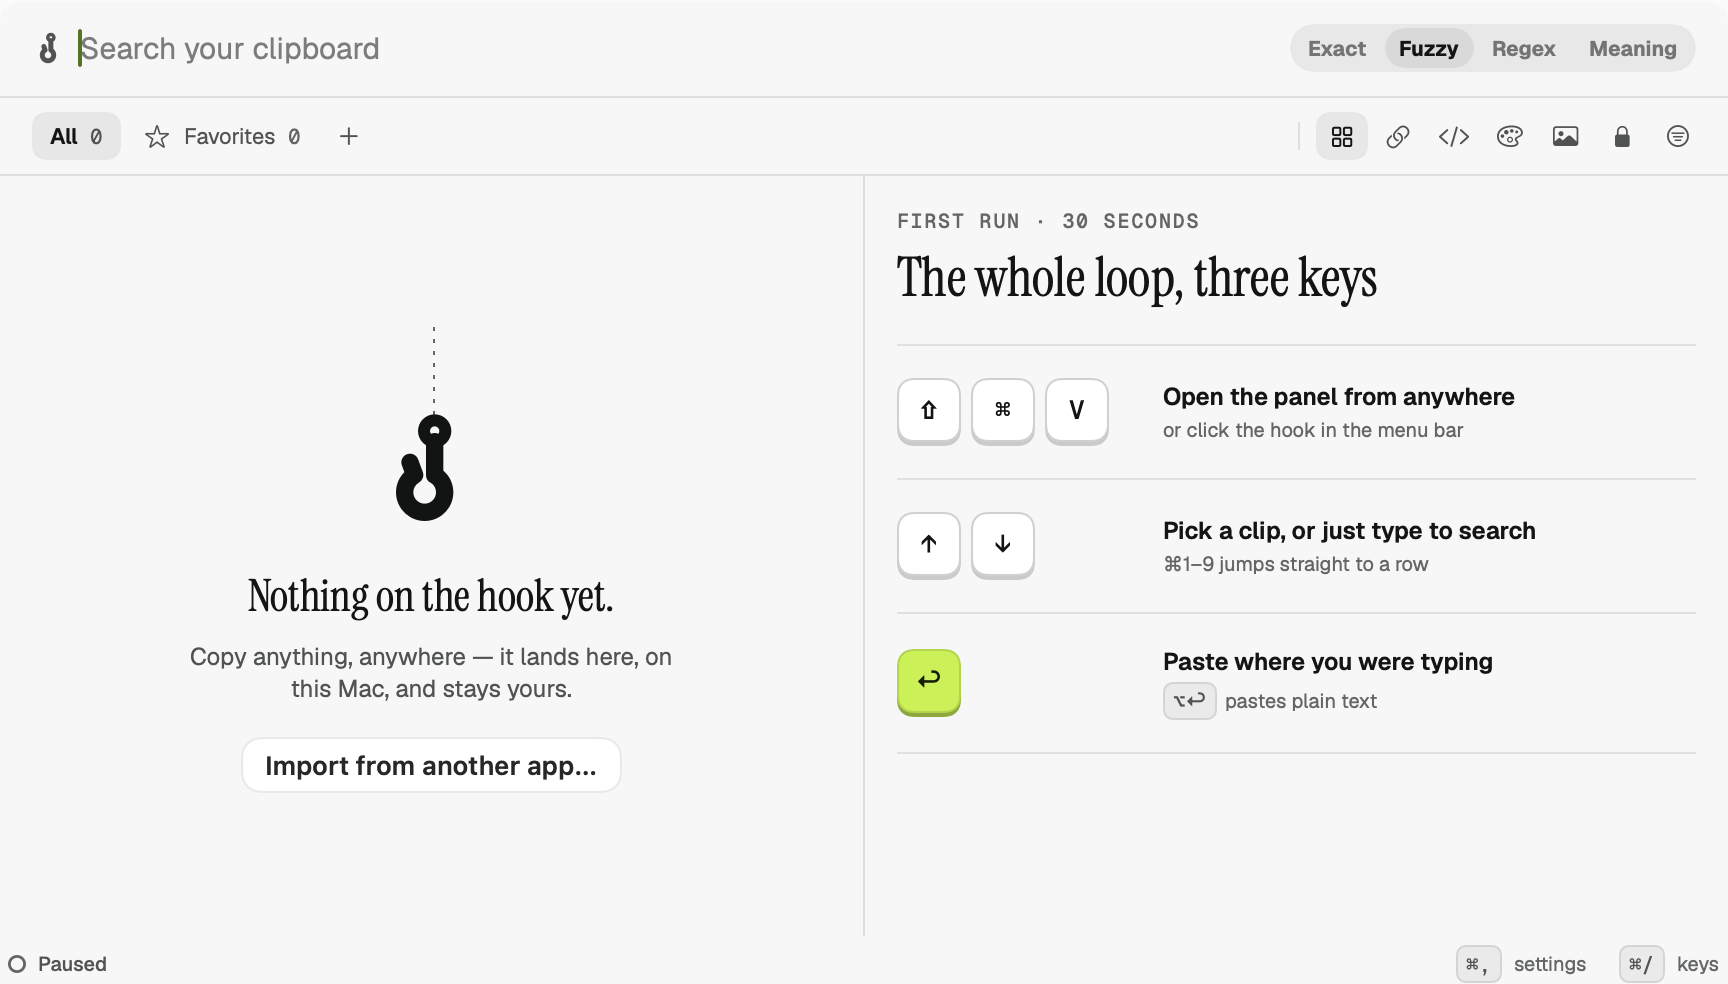 Search your clipboard
Exact Fuzzy Regex Meaning
All 0 Favorites 0 +
FIRST RUN · 30 SECONDS
The whole loop, three keys
⇧ ⌘ V
Open the panel from anywhere
or click the hook in the menu bar
↑ ↓
Pick a clip, or just type to search
⌘1–9 jumps straight to a row
↩
Paste where you were typing
⌥↩ pastes plain text
Nothing on the hook yet.
Copy anything, anywhere — it lands here, on
this Mac, and stays yours.
Import from another app...
Paused
⌘, settings ⌘/ keys